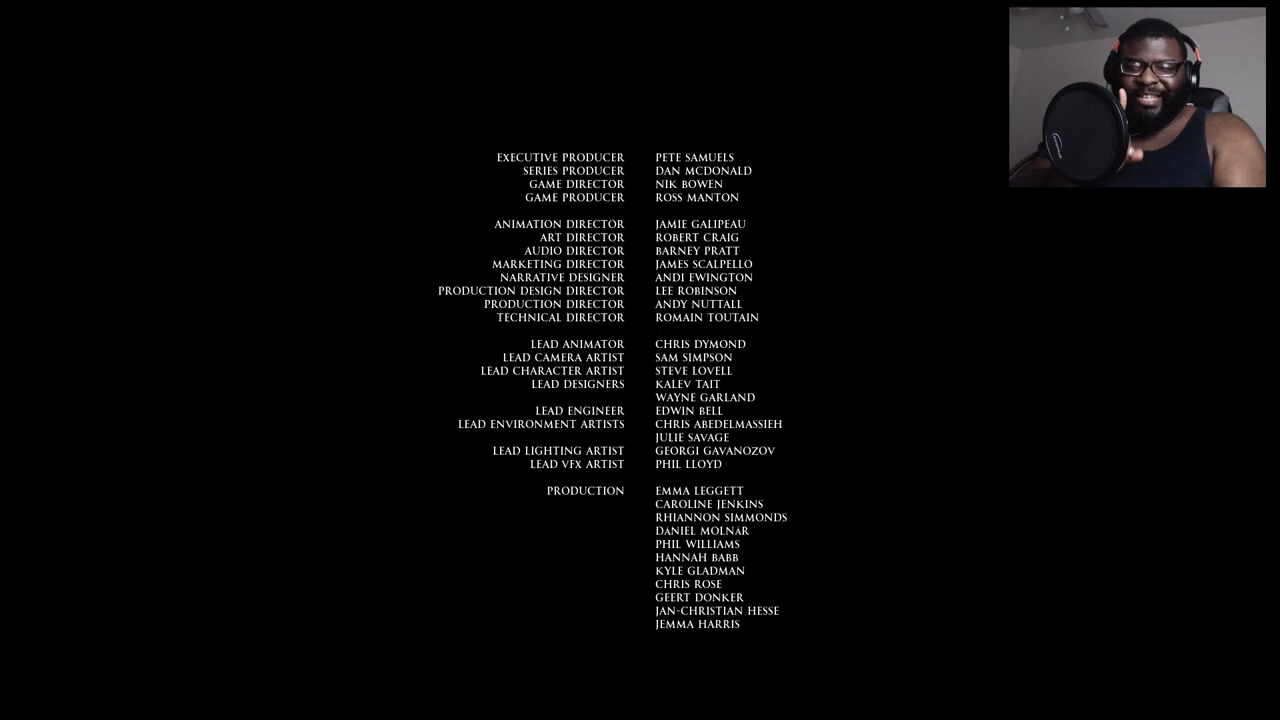 EXECUTIVE PRODUCER PETE SAMUELS
SERIES PRODUCER DAN MCDONALD
GAME DIRECTOR NIK BOWEN
GAME PRODUCER ROSS MANTON
ANIMATION DIRECTOR JAMIE GALIPEAU
ART DIRECTOR ROBERT CRAIG
AUDIO DIRECTOR BARNEY PRATT
MARKETING DIRECTOR JAMES SCALPELLO
NARRATIVE DESIGNER ANDI EWINGTON
PRODUCTION DESIGN DIRECTOR LEE ROBINSON
PRODUCTION DIRECTOR ANDY NUTTALL
TECHNICAL DIRECTOR ROMAIN TOUTAIN
LEAD ANIMATOR CHRIS DYMOND
LEAD CAMERA ARTIST SAM SIMPSON
LEAD CHARACTER ARTIST STEVE LOVELL
LEAD DESIGNERS KALEV TAIT
WAYNE GARLAND
LEAD ENGINEER EDWIN BELL
LEAD ENVIRONMENT ARTISTS CHRIS ABEDELMASSIEH
JULIE SAVAGE
LEAD LIGHTING ARTIST GEORGI GAVANOZOV
LEAD VFX ARTIST PHIL LLOYD
PRODUCTION EMMA LEGGETT
CAROLINE JENKINS
RHIANNON SIMMONDS
DANIEL MOLNAR
PHIL WILLIAMS
HANNAH BABB
KYLE GLADMAN
CHRIS ROSE
GEERT DONKER
JAN-CHRISTIAN HESSE
JEMMA HARRIS